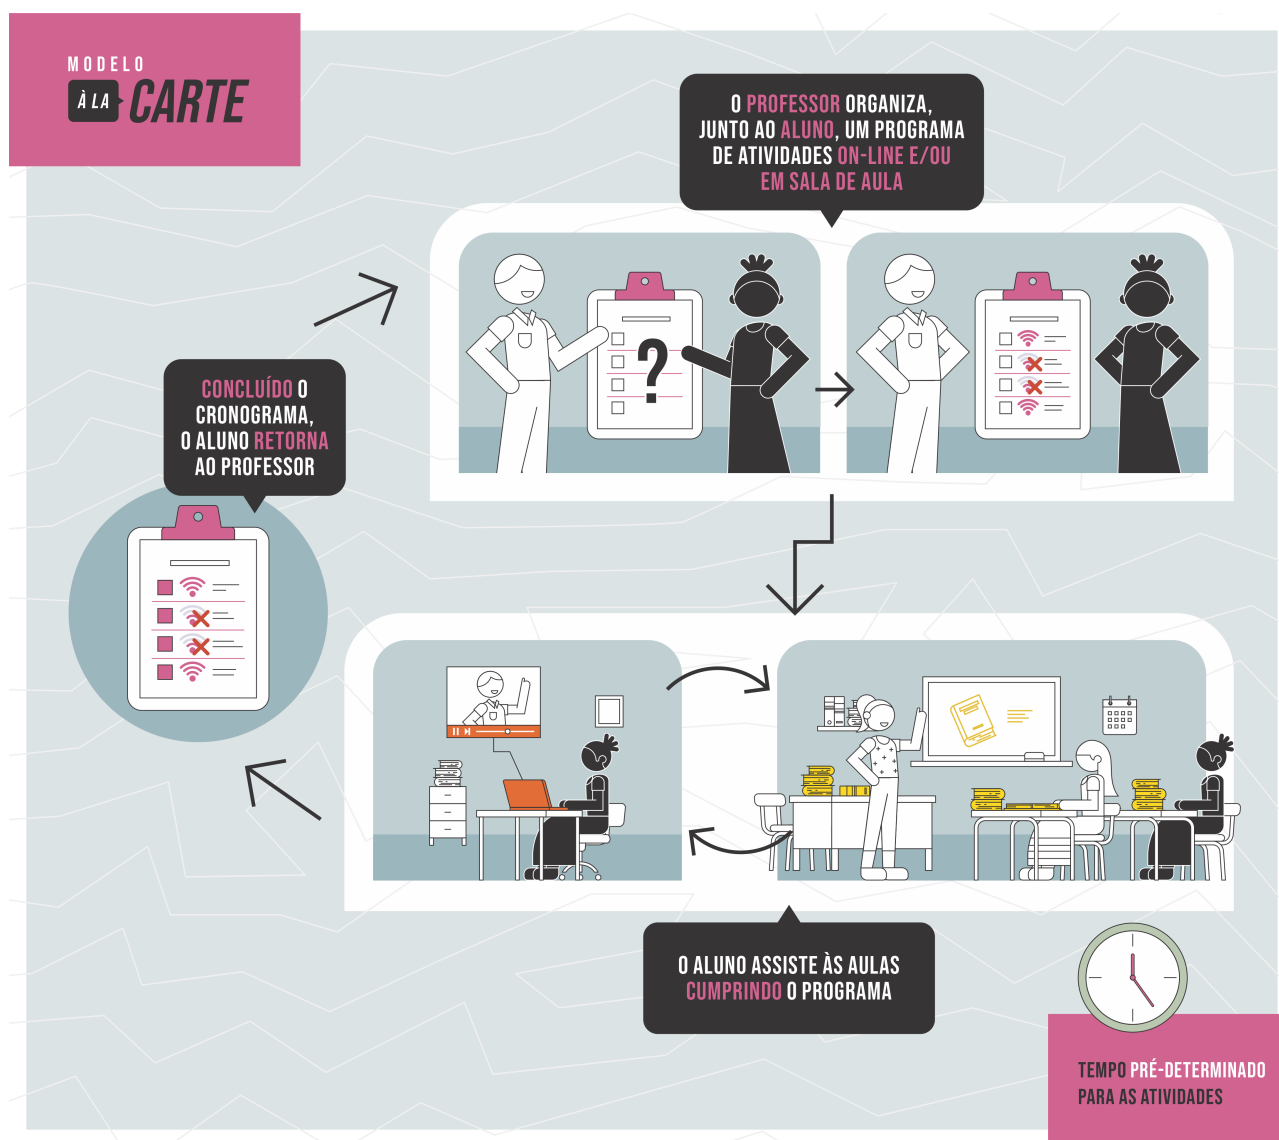 MODELO
À LA CARTE
O PROFESSOR ORGANIZA,
JUNTO AO ALUNO, UM PROGRAMA
DE ATIVIDADES ON-LINE E/OU
EM SALA DE AULA
?
CONCLUÍDO O
CRONOGRAMA,
O ALUNO RETORNA
AO PROFESSOR
O ALUNO ASSISTE ÀS AULAS
CUMPRINDO O PROGRAMA
TEMPO PRÉ-DETERMINADO
PARA AS ATIVIDADES